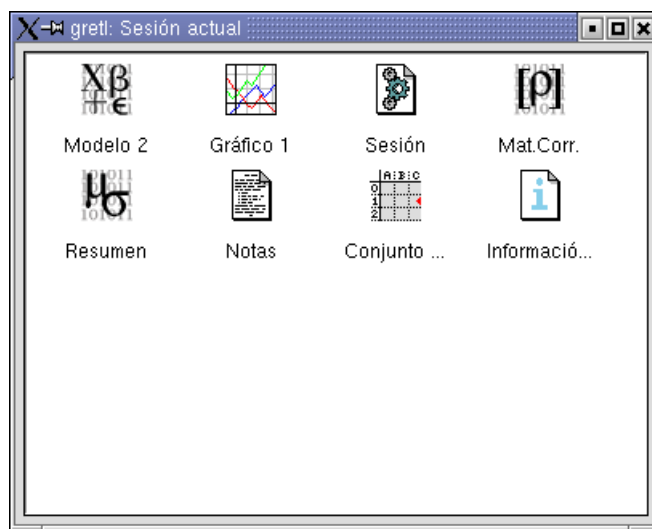 gretl: Sesión actual
Modelo 2 Gráfico 1 Sesión Mat.Corr.
Resumen Notas Conjunto ... Informació...